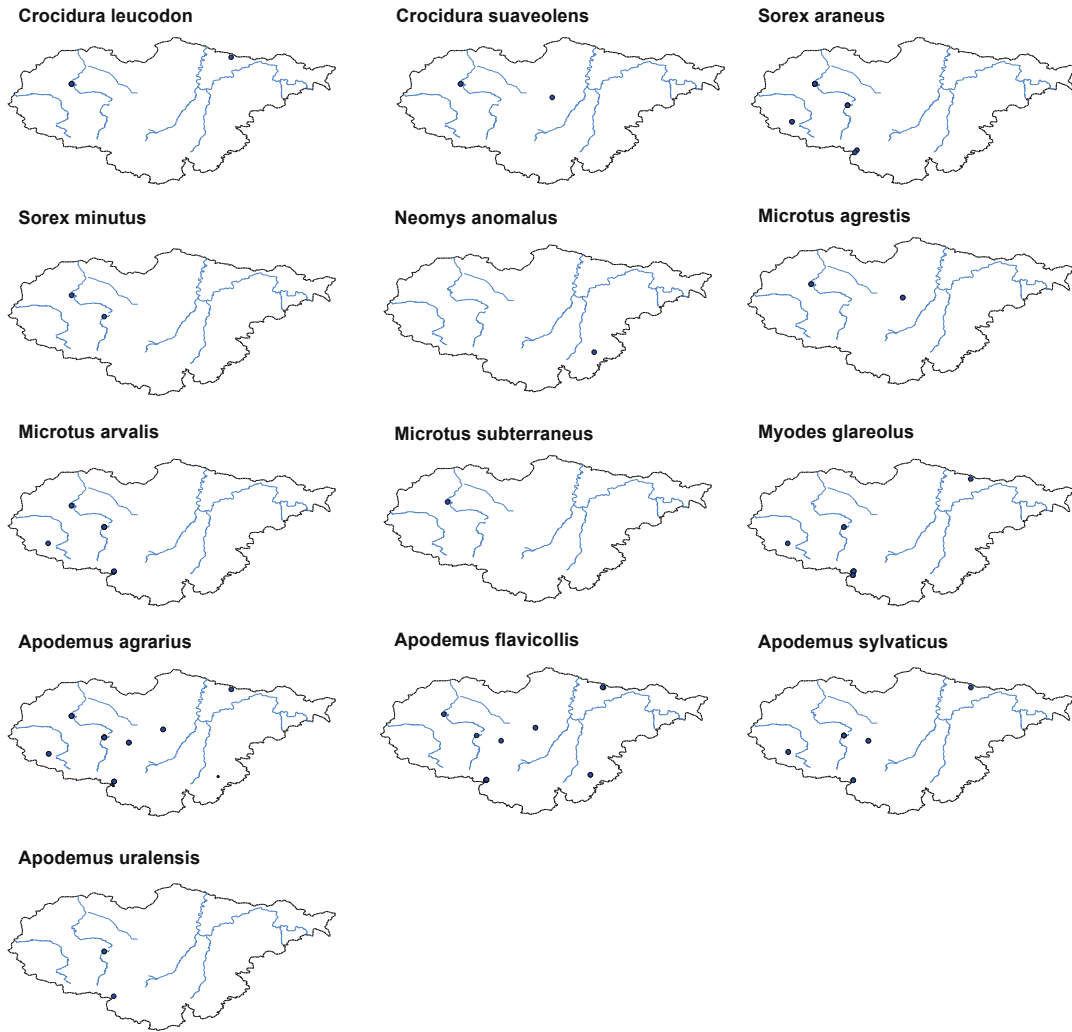 Crocidura leucodon
Crocidura suaveolens
Sorex araneus
Sorex minutus
Neomys anomalus
Microtus agrestis
Microtus arvalis
Microtus subterraneus
Myodes glareolus
Apodemus agrarius
Apodemus flavicollis
Apodemus sylvaticus
Apodemus uralensis